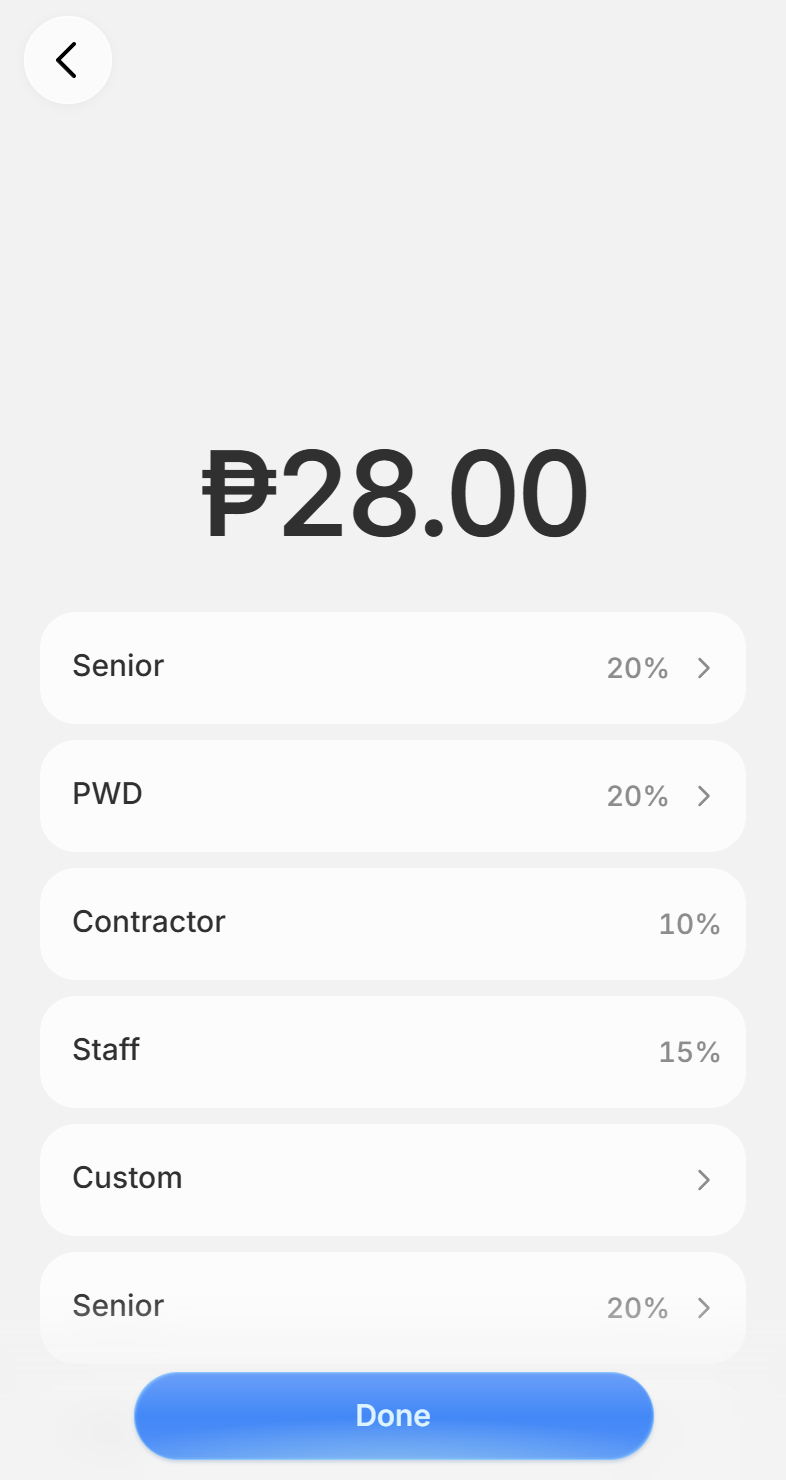 ₱28.00
Senior 20%
PWD 20%
Contractor 10%
Staff 15%
Custom
Senior 20%
Done